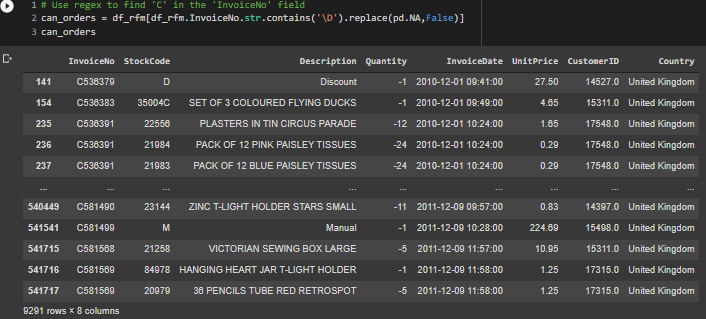 1 # Use regex to find 'C' in the 'InvoiceNo' field
2 can_orders = df_rfm[df_rfm.InvoiceNo.str.contains('\D').replace(pd.NA,False)]
3 can_orders
InvoiceNo StockCode Description Quantity InvoiceDate UnitPrice CustomerID Country
141 C536379 D Discount -1 2010-12-01 09:41:00 27.50 14527.0 United Kingdom
154 C536383 35004C SET OF 3 COLOURED FLYING DUCKS -1 2010-12-01 09:49:00 4.65 15311.0 United Kingdom
235 C536391 22556 PLASTERS IN TIN CIRCUS PARADE -12 2010-12-01 10:24:00 1.65 17548.0 United Kingdom
236 C536391 21984 PACK OF 12 PINK PAISLEY TISSUES -24 2010-12-01 10:24:00 0.29 17548.0 United Kingdom
237 C536391 21983 PACK OF 12 BLUE PAISLEY TISSUES -24 2010-12-01 10:24:00 0.29 17548.0 United Kingdom
... ... ... ... ... ... ... ... ...
540449 C581490 23144 ZINC T-LIGHT HOLDER STARS SMALL -11 2011-12-09 09:57:00 0.83 14397.0 United Kingdom
541541 C581499 M Manual -1 2011-12-09 10:28:00 224.69 15498.0 United Kingdom
541715 C581568 21258 VICTORIAN SEWING BOX LARGE -5 2011-12-09 11:57:00 10.95 15311.0 United Kingdom
541716 C581569 84978 HANGING HEART JAR T-LIGHT HOLDER -1 2011-12-09 11:58:00 1.25 17315.0 United Kingdom
541717 C581569 20979 36 PENCILS TUBE RED RETROSPOT -5 2011-12-09 11:58:00 1.25 17315.0 United Kingdom
9291 rows × 8 columns